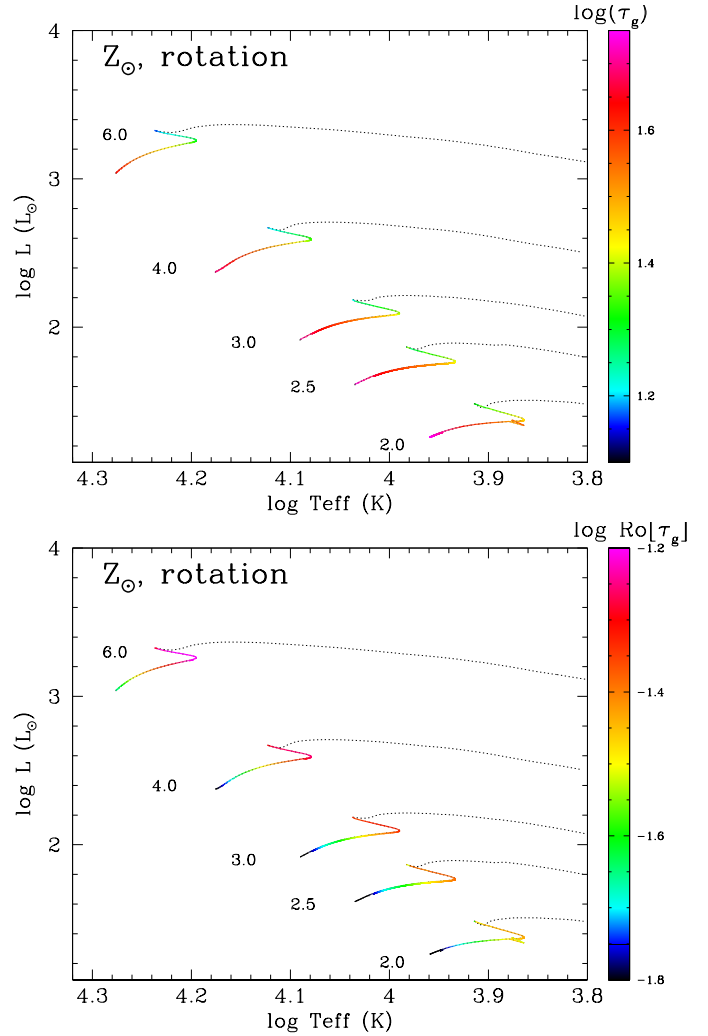 log(τg)
4
Z⊙, rotation
6.0
1.6
3
log L (L⊙)
4.0
1.4
2
3.0
2.5
1.2
2.0
4.3 4.2 4.1 4 3.9 3.8
log Teff (K)
log Ro[τg]
4
−1.2
Z⊙, rotation
6.0
3
−1.4
log L (L⊙)
4.0
2
3.0
−1.6
2.5
2.0
−1.8
4.3 4.2 4.1 4 3.9 3.8
log Teff (K)